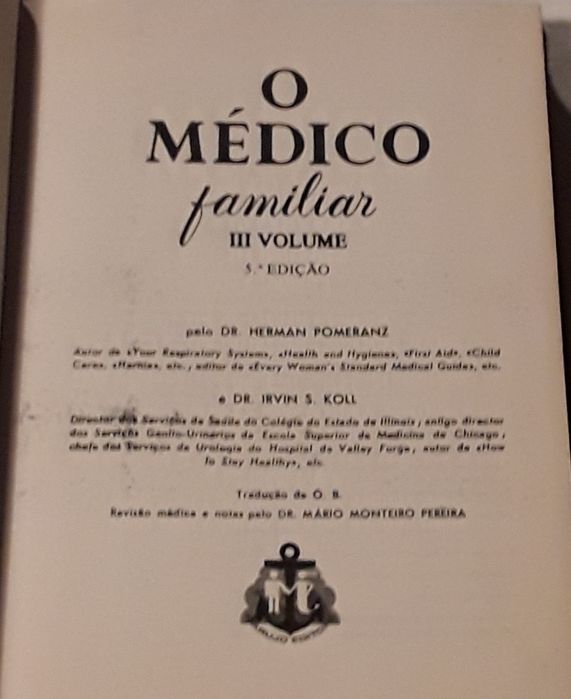 O
MÉDICO
familiar
III VOLUME
5.ª EDIÇÃO
pelo DR. HERMAN POMERANZ
Autor de «Your Respiratory System», «Health and Hygiene», «First Aid», «Child
Care», «Hernia», etc.; editor do «Every Woman's Standard Medical Guide», etc.
e DR. IRVIN S. KOLL
Director dos Serviços de Saúde do Colégio do Estado de Illinois; antigo director
dos Serviços Genito-Urinários da Escola Superior de Medicina de Chicago;
chefe dos Serviços de Urologia do Hospital de Valley Forge; autor de «How
To Stay Healthy», etc.
Tradução de O. B.
Revisão médica e notas pelo DR. MÁRIO MONTEIRO PEREIRA